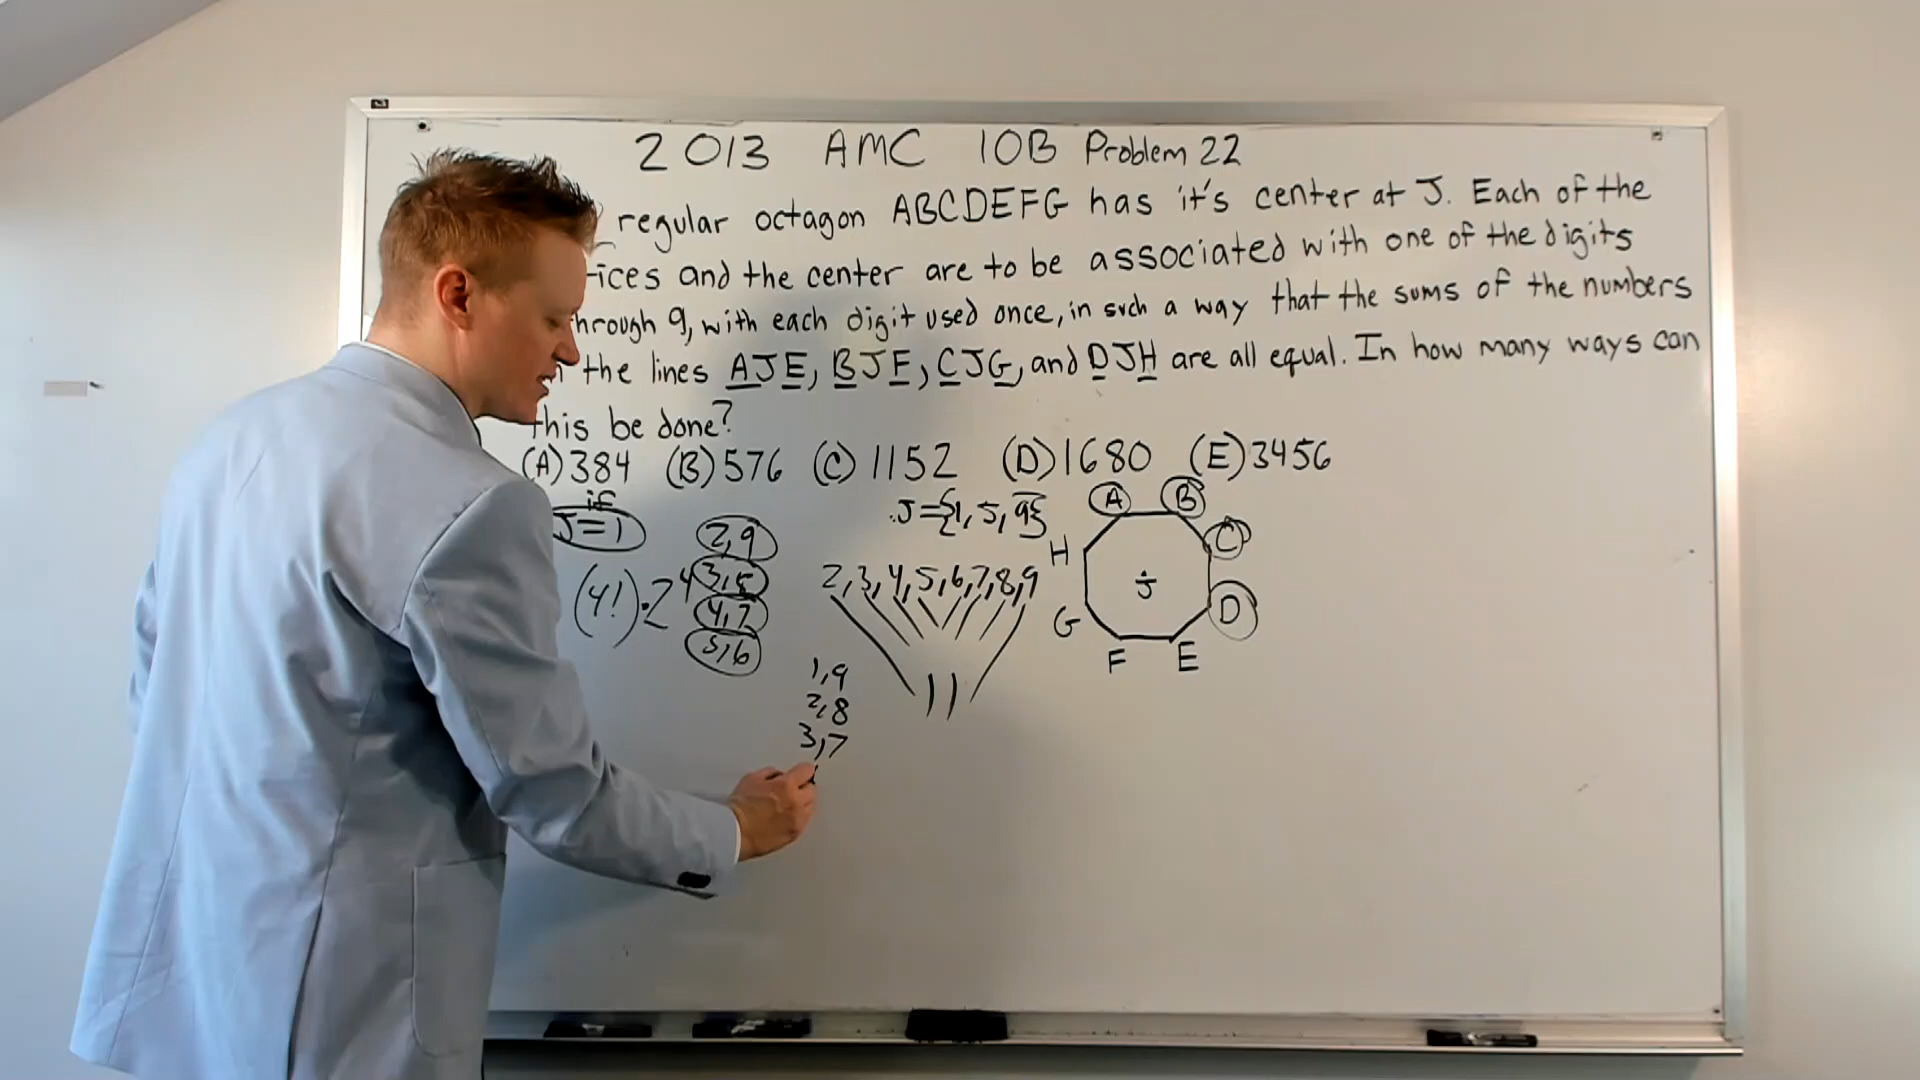 2013 AMC 10B Problem 22
regular octagon ABCDEFG has it's center at J. Each of the
ices and the center are to be associated with one of the digits
hrough 9, with each digit used once, in such a way that the sums of the numbers
the lines AJE, BJF, CJG, and DJH are all equal. In how many ways can
this be done?
(A) 384 (B) 576 (C) 1152 (D) 1680 (E) 3456
if
J=1
J={1,5,9}
(4!)·2^4
2,9
3,8
4,7
5,6
2,3,4,5,6,7,8,9
11
1,9
2,8
3,7
A B
H C
J
G D
F E